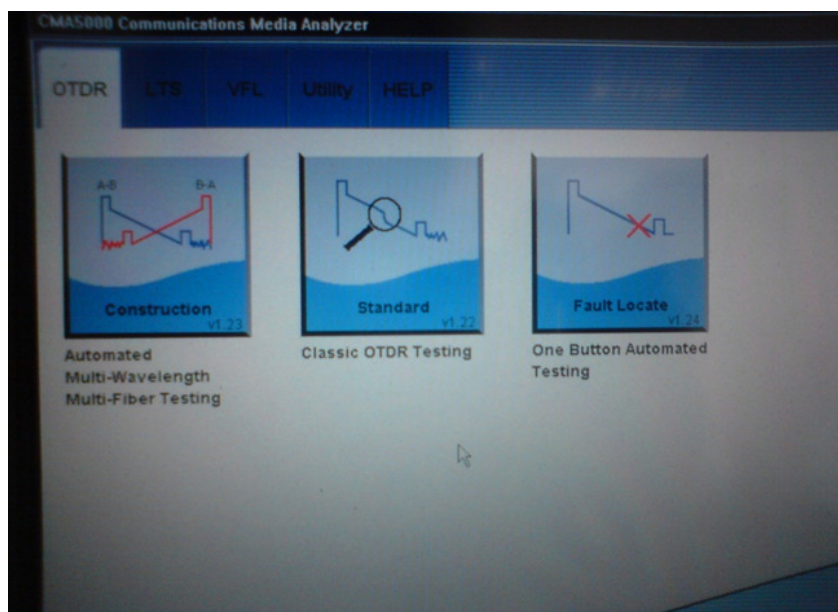 CMA5000 Communications Media Analyzer
OTDR LTS VFL Utility HELP
A-B B-A
Construction
v1.23
Standard
v1.22
Fault Locate
v1.24
Automated
Multi-Wavelength
Multi-Fiber Testing
Classic OTDR Testing
One Button Automated
Testing